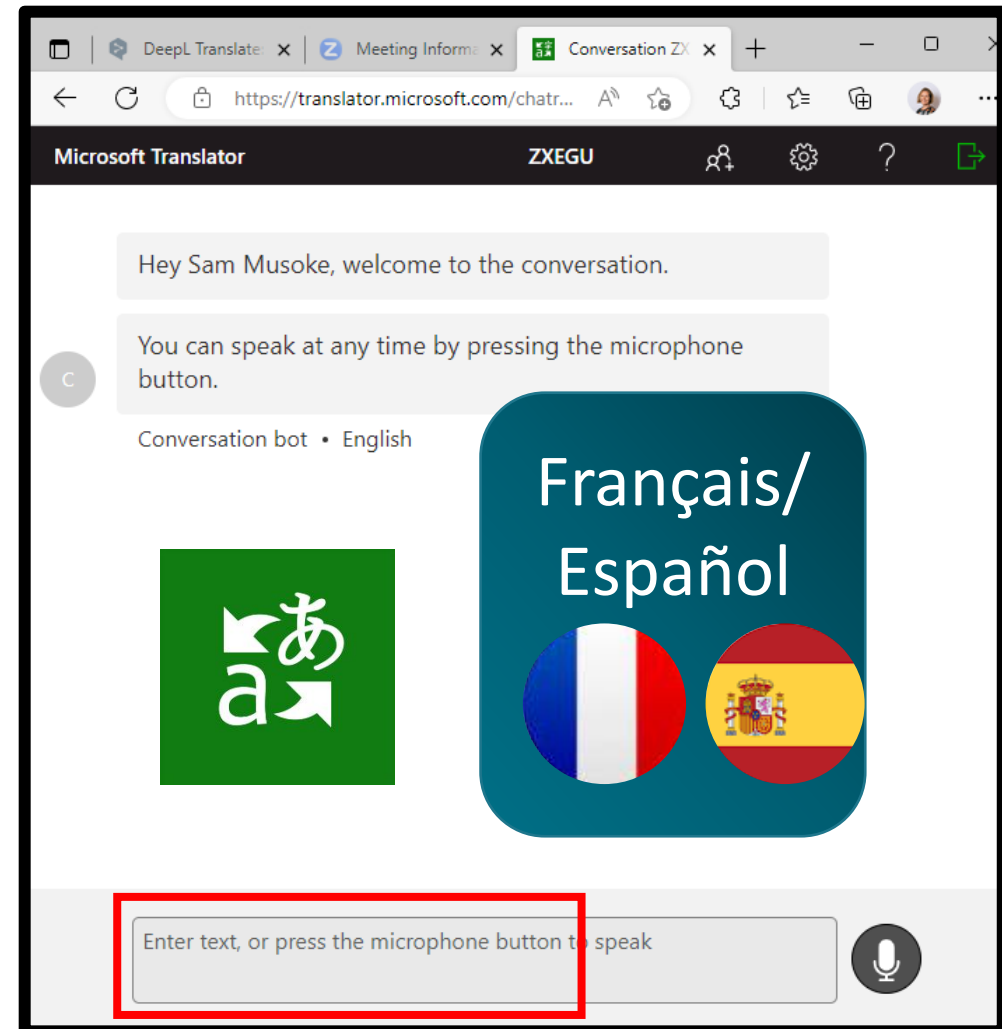 DeepL Translate
Meeting Informa
Conversation ZX
https://translator.microsoft.com/chatr...
Microsoft Translator
ZXEGU
?
Hey Sam Musoke, welcome to the conversation.
You can speak at any time by pressing the microphone
button.
C
Conversation bot • English
Français/
Español
あ
a
Enter text, or press the microphone button to speak